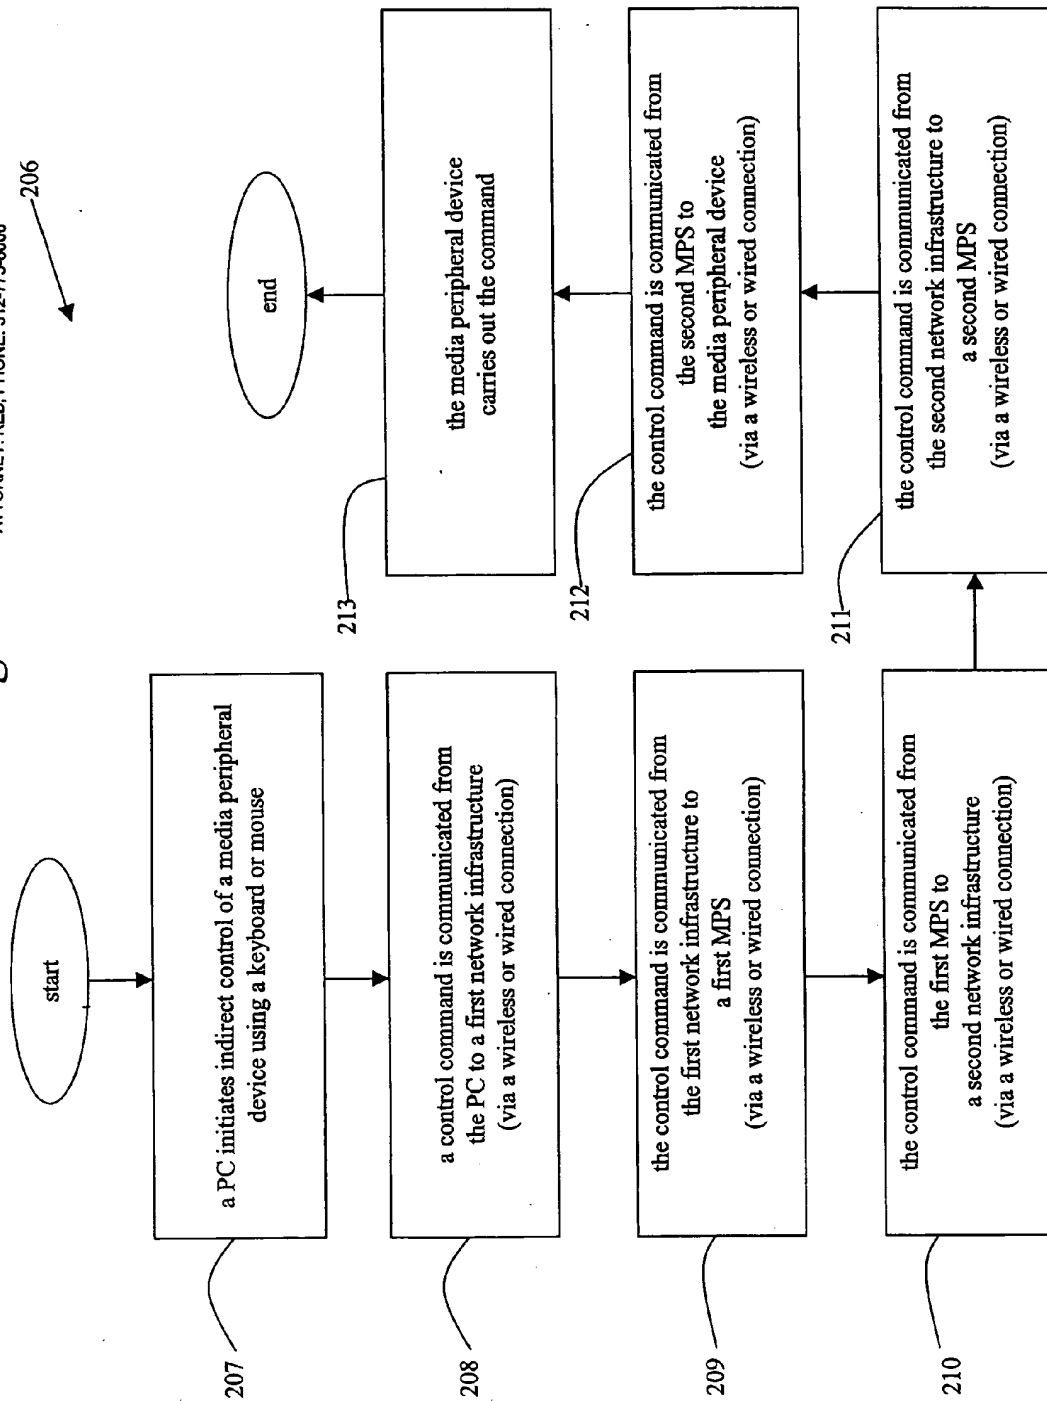 206
start
a PC initiates indirect control of a media peripheral
device using a keyboard or mouse
207
a control command is communicated from
the PC to a first network infrastructure
(via a wireless or wired connection)
208
the control command is communicated from
the first network infrastructure to
a first MPS
(via a wireless or wired connection)
209
the control command is communicated from
the first MPS to
a second network infrastructure
(via a wireless or wired connection)
210
the control command is communicated from
the second network infrastructure to
a second MPS
(via a wireless or wired connection)
211
the control command is communicated from
the second MPS to
the media peripheral device
(via a wireless or wired connection)
212
the media peripheral device
carries out the command
213
end